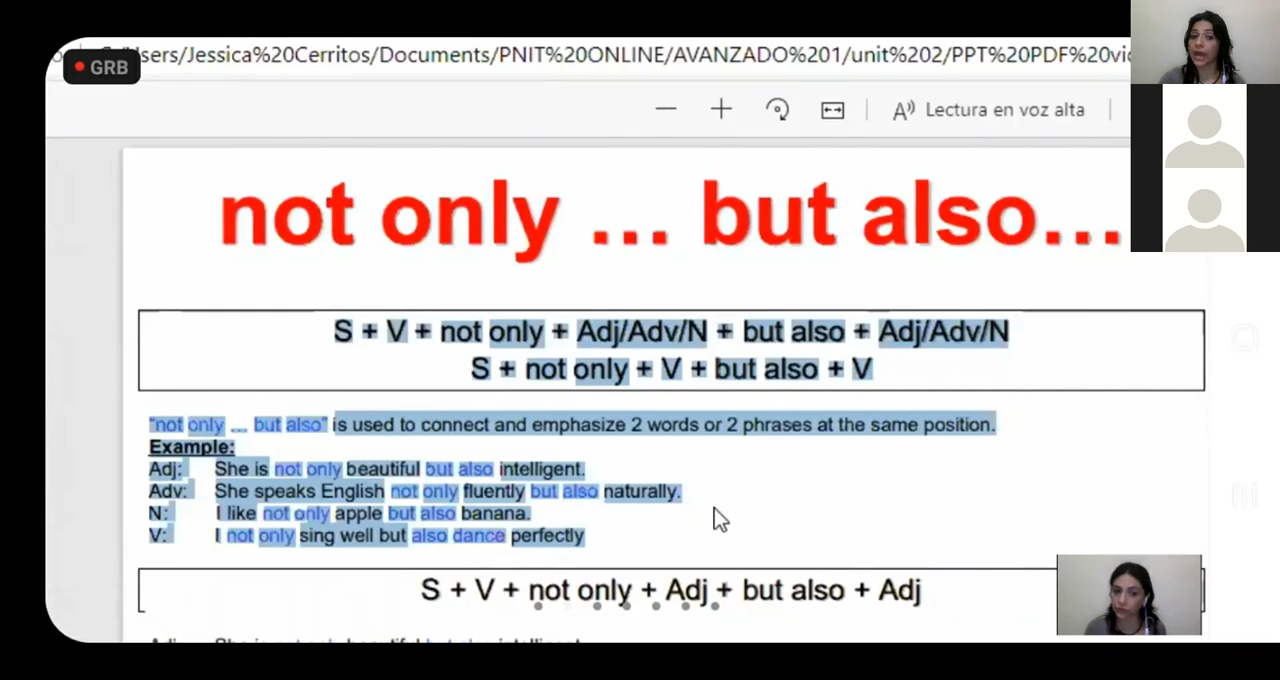 sers/Jessica%20Cerritos/Documents/PNIT%20ONLINE/AVANZADO%201/unit%202/PPT%20PDF%20vi
GRB
Lectura en voz alta
not only ... but also...
S + V + not only + Adj/Adv/N + but also + Adj/Adv/N
S + not only + V + but also + V
"not only ... but also" is used to connect and emphasize 2 words or 2 phrases at the same position.
Example:
Adj: She is not only beautiful but also intelligent.
Adv: She speaks English not only fluently but also naturally.
N: I like not only apple but also banana.
V: I not only sing well but also dance perfectly
S + V + not only + Adj + but also + Adj